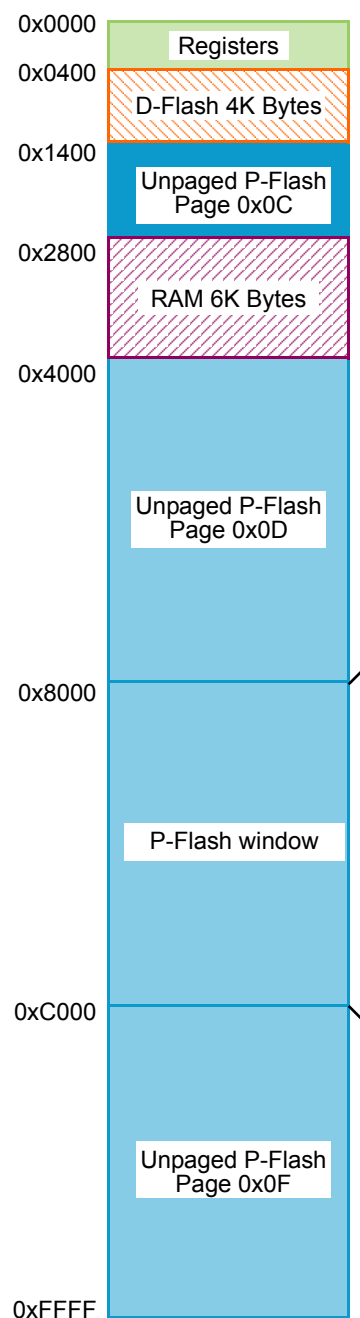 0x0000
Registers
0x0400
D-Flash 4K Bytes
0x1400
Unpaged P-Flash
Page 0x0C
0x2800
RAM 6K Bytes
0x4000
Unpaged P-Flash
Page 0x0D
0x8000
P-Flash window
0xC000
Unpaged P-Flash
Page 0x0F
0xFFFF